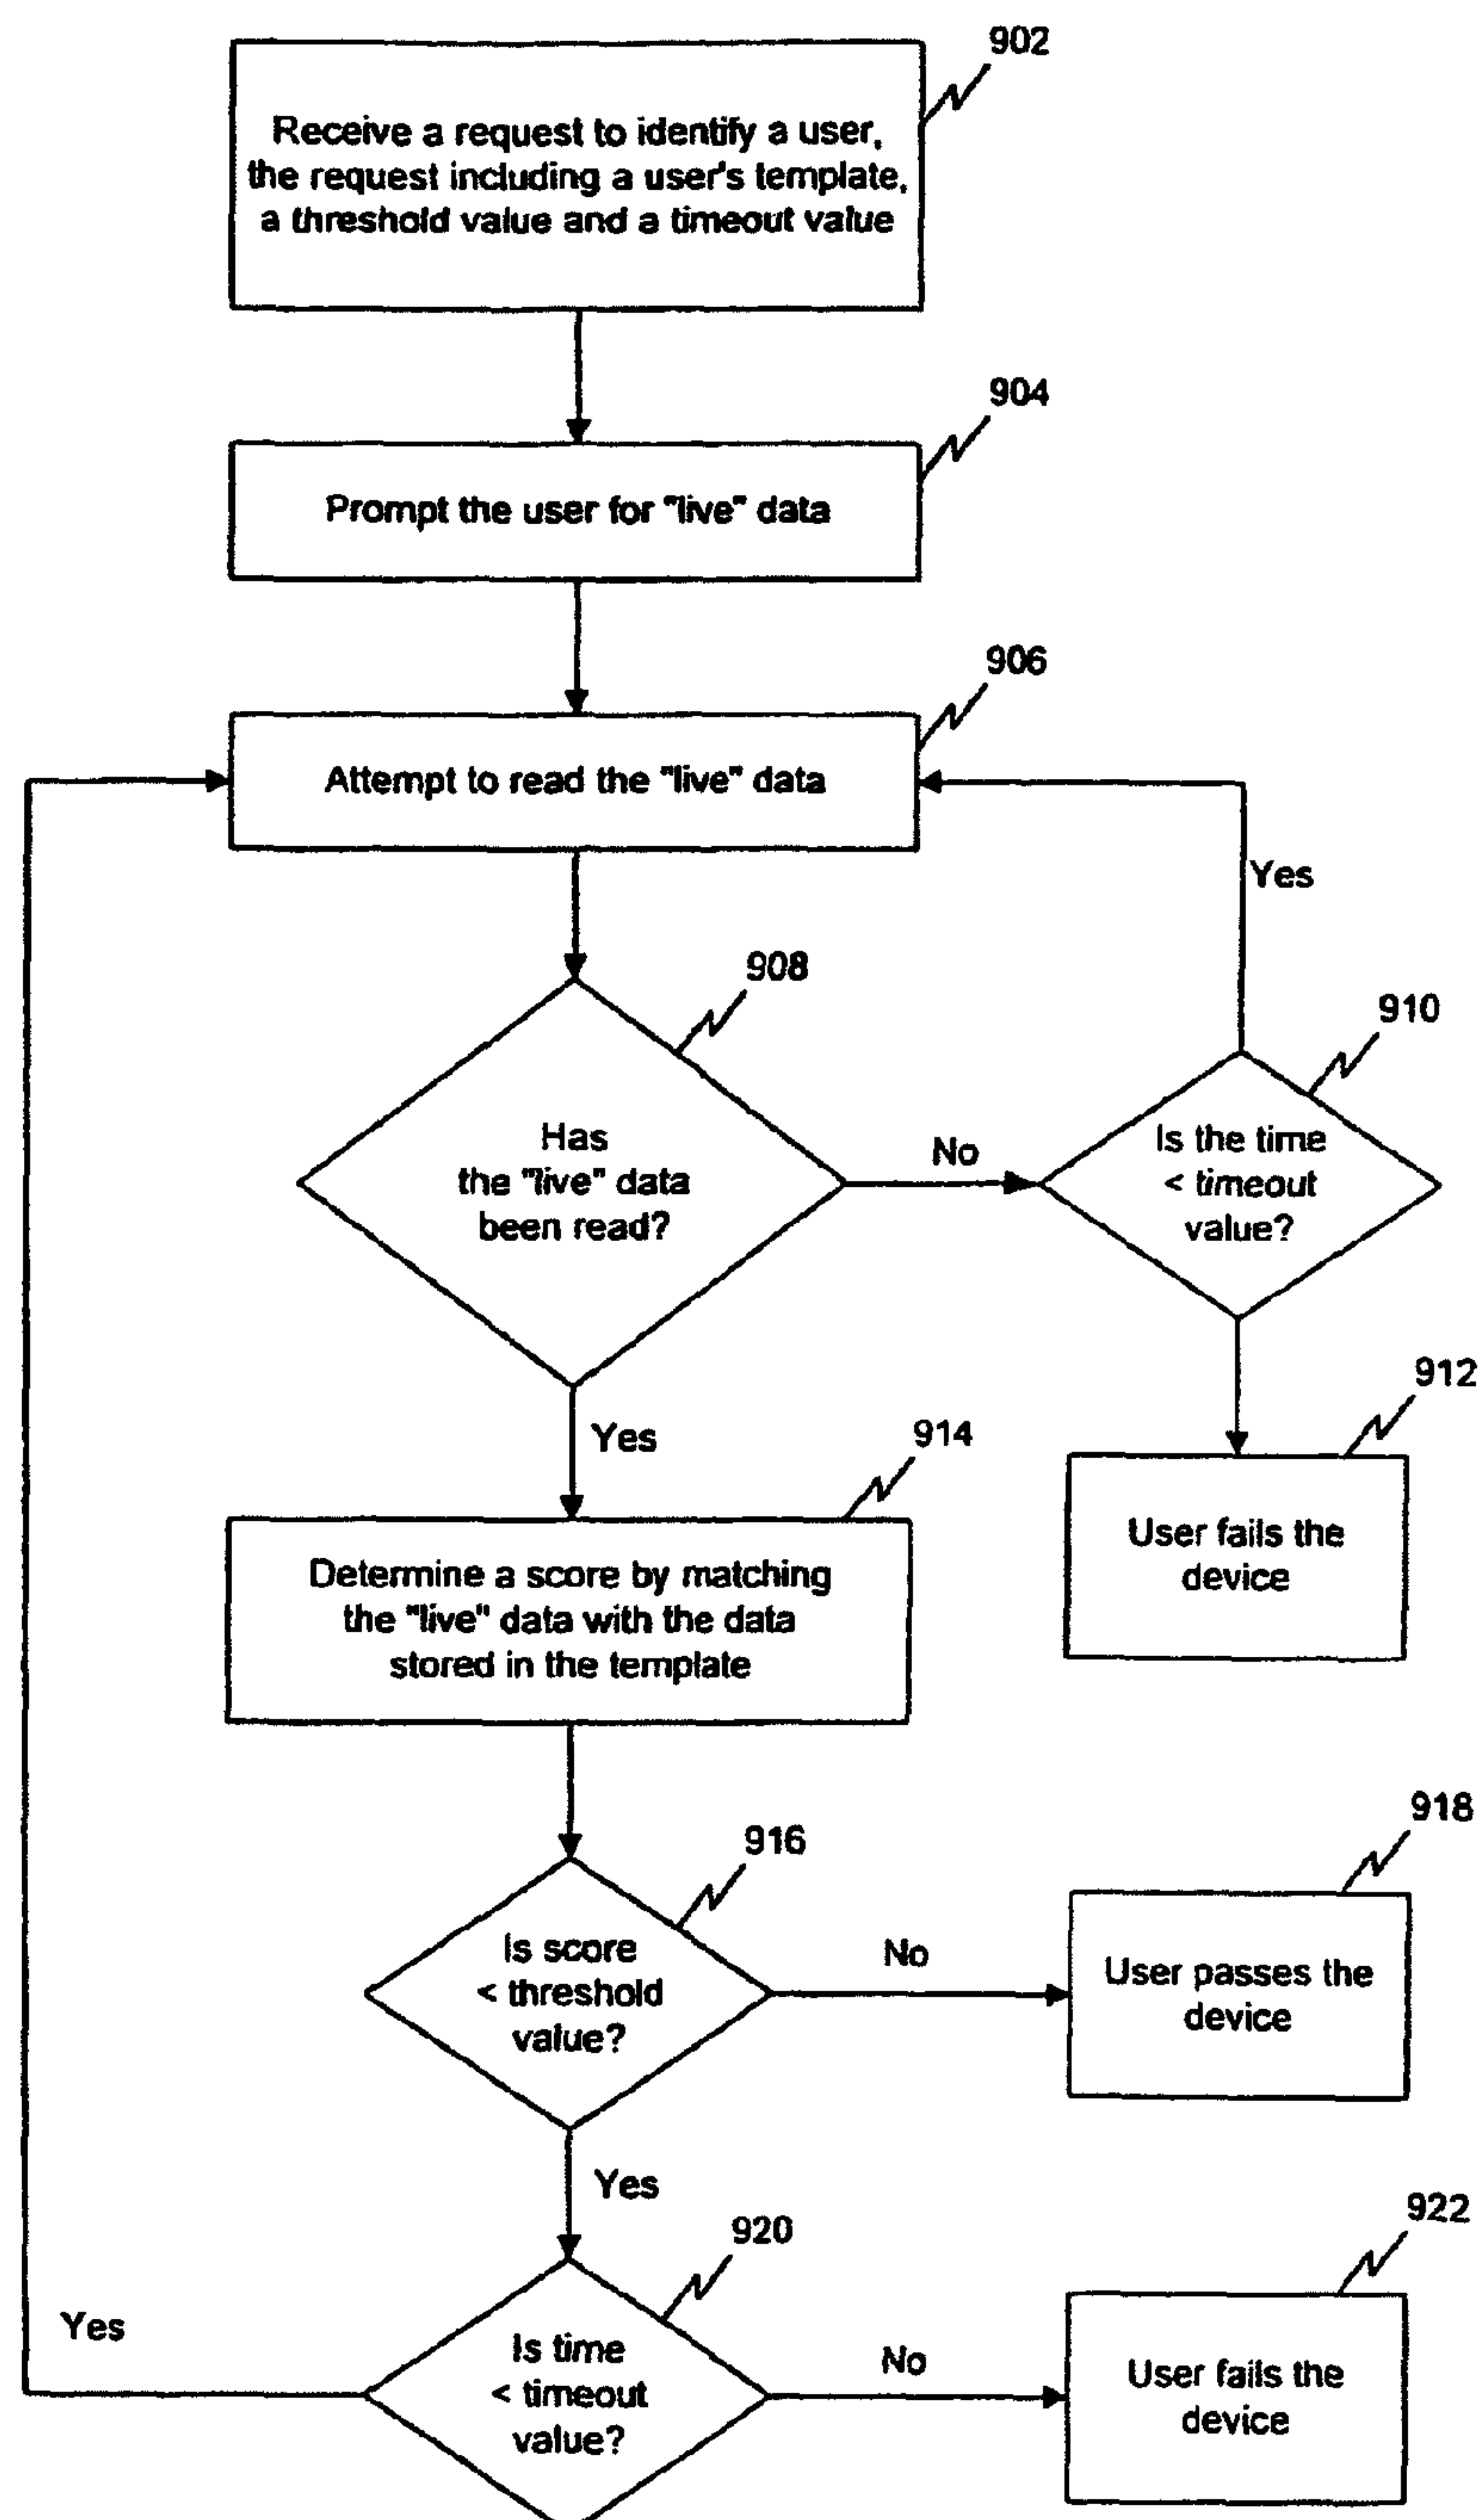 902
Receive a request to identify a user,
the request including a user's template,
a threshold value and a timeout value
904
Prompt the user for "live" data
906
Attempt to read the "live" data
Yes
908
910
Has
the "live" data
been read?
No
Is the time
< timeout
value?
912
Yes
914
User fails the
device
Determine a score by matching
the "live" data with the data
stored in the template
918
916
Is score
< threshold
value?
No
User passes the
device
Yes
922
920
Yes
Is time
< timeout
value?
No
User fails the
device